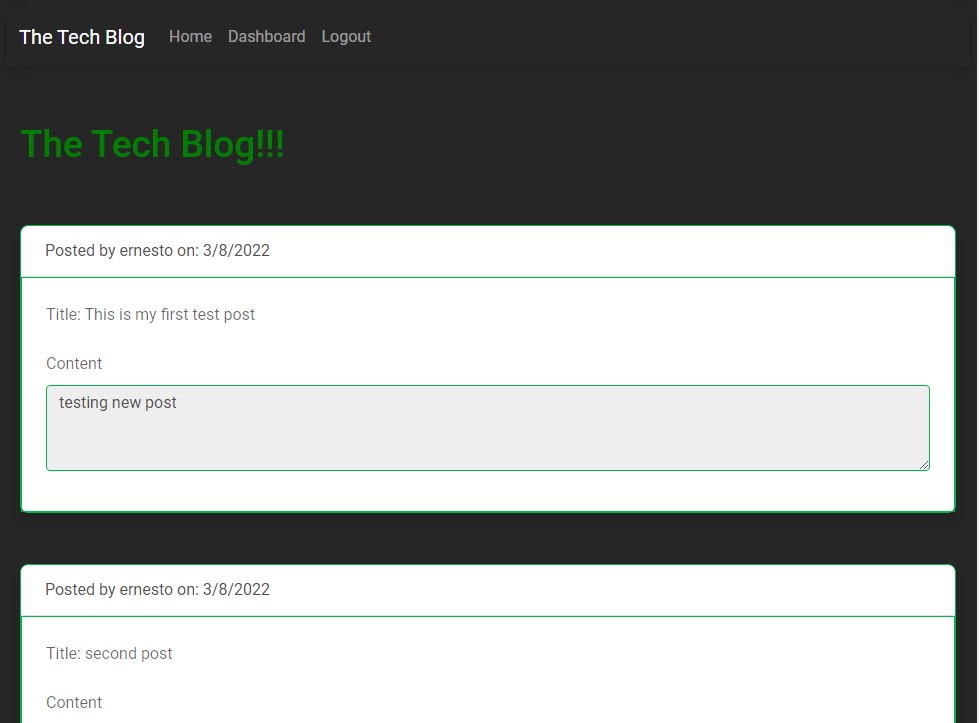 The Tech Blog Home Dashboard Logout
The Tech Blog!!!
Posted by ernesto on: 3/8/2022
Title: This is my first test post
Content
testing new post
Posted by ernesto on: 3/8/2022
Title: second post
Content